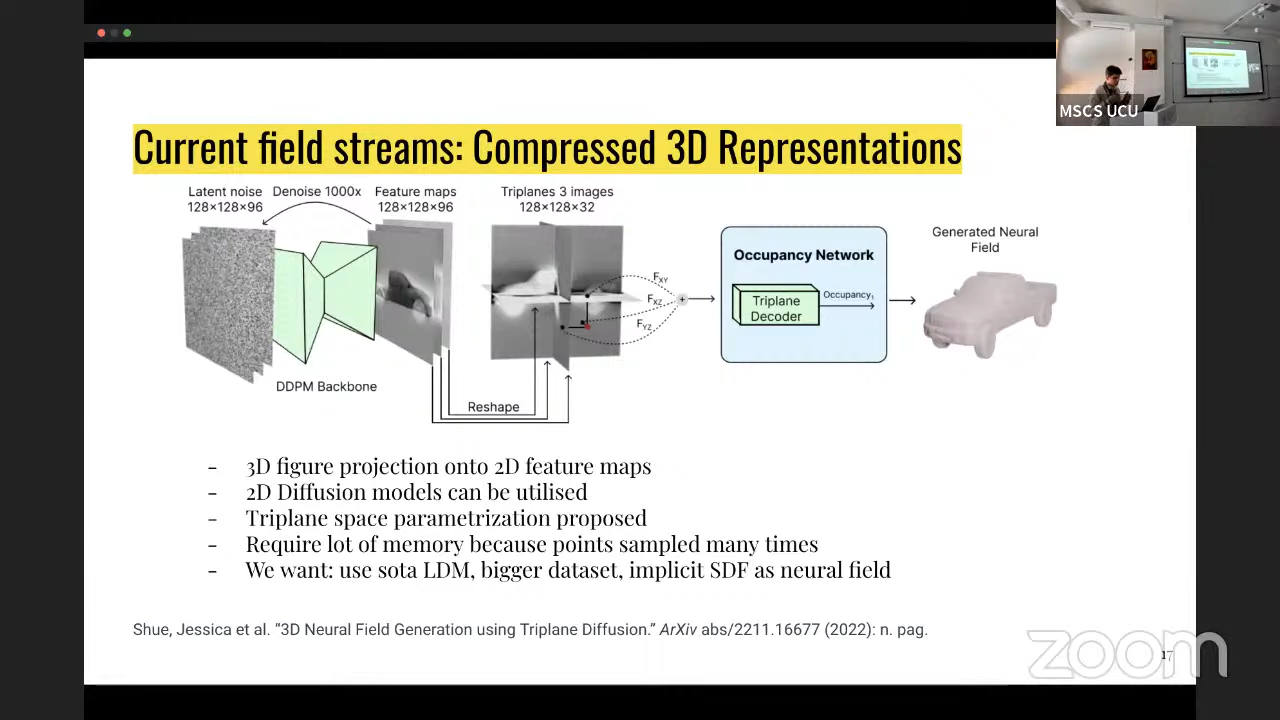 MSCS UCU
Current field streams: Compressed 3D Representations
Latent noise
128×128×96
Denoise 1000x
Feature maps
128×128×96
Triplanes 3 images
128×128×32
DDPM Backbone
Reshape
FXY
FXZ
FYZ
+
Occupancy Network
Triplane
Decoder
Occupancyᵢ
Generated Neural
Field
- 3D figure projection onto 2D feature maps
- 2D Diffusion models can be utilised
- Triplane space parametrization proposed
- Require lot of memory because points sampled many times
- We want: use sota LDM, bigger dataset, implicit SDF as neural field
Shue, Jessica et al. “3D Neural Field Generation using Triplane Diffusion.” ArXiv abs/2211.16677 (2022): n. pag.
zoom
17